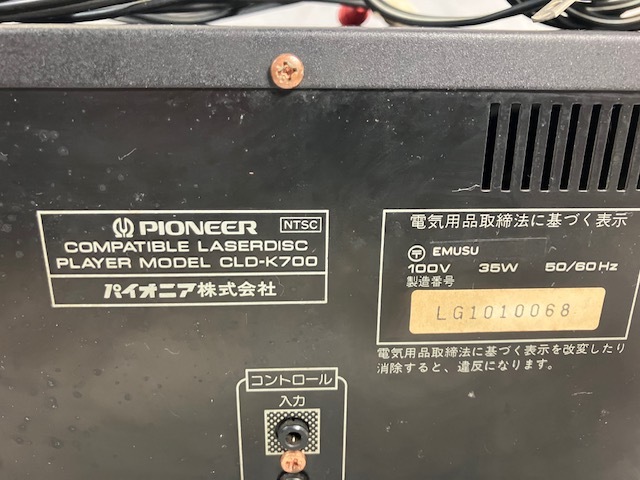 PIONEER NTSC
COMPATIBLE LASERDISC
PLAYER MODEL CLD-K700
パイオニア株式会社
電気用品取締法に基づく表示
〒 EMUSU
100V 35W 50/60Hz
製造番号
LG1010068
電気用品取締法に基づく表示を改変したり
消除すると、違反になります。
コントロール
入力